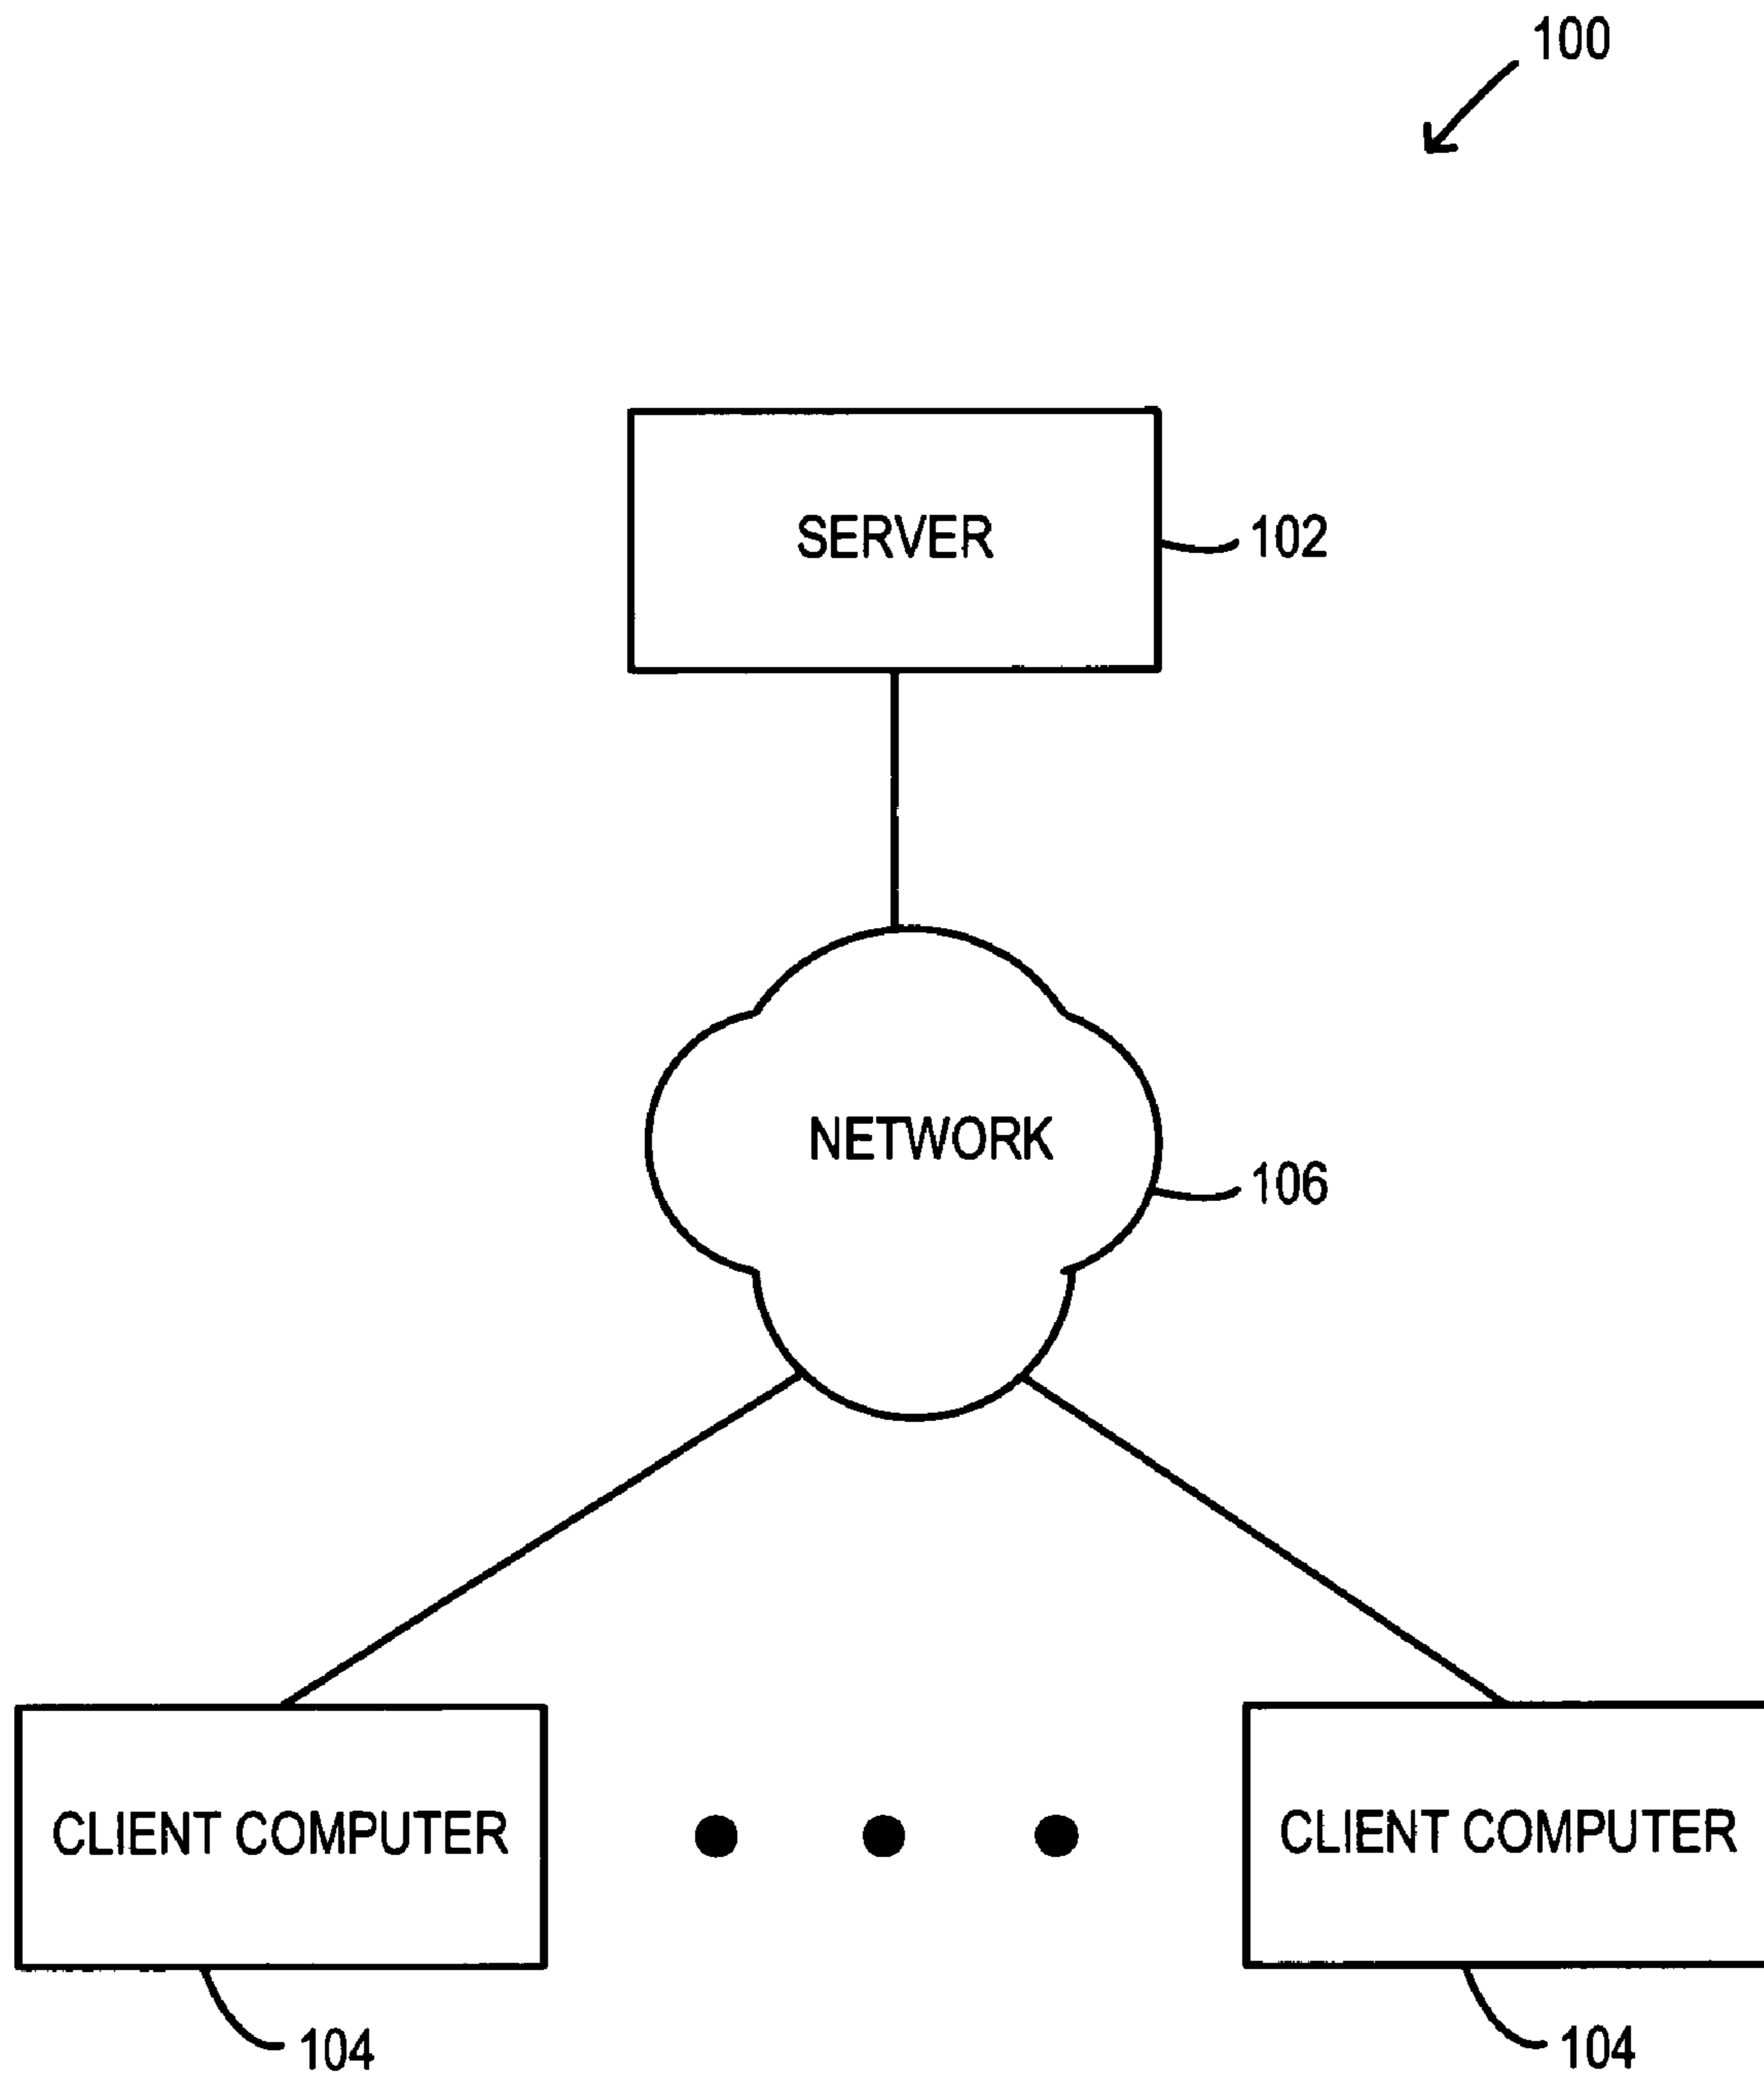 100
SERVER
102
NETWORK
106
CLIENT COMPUTER
CLIENT COMPUTER
104
104